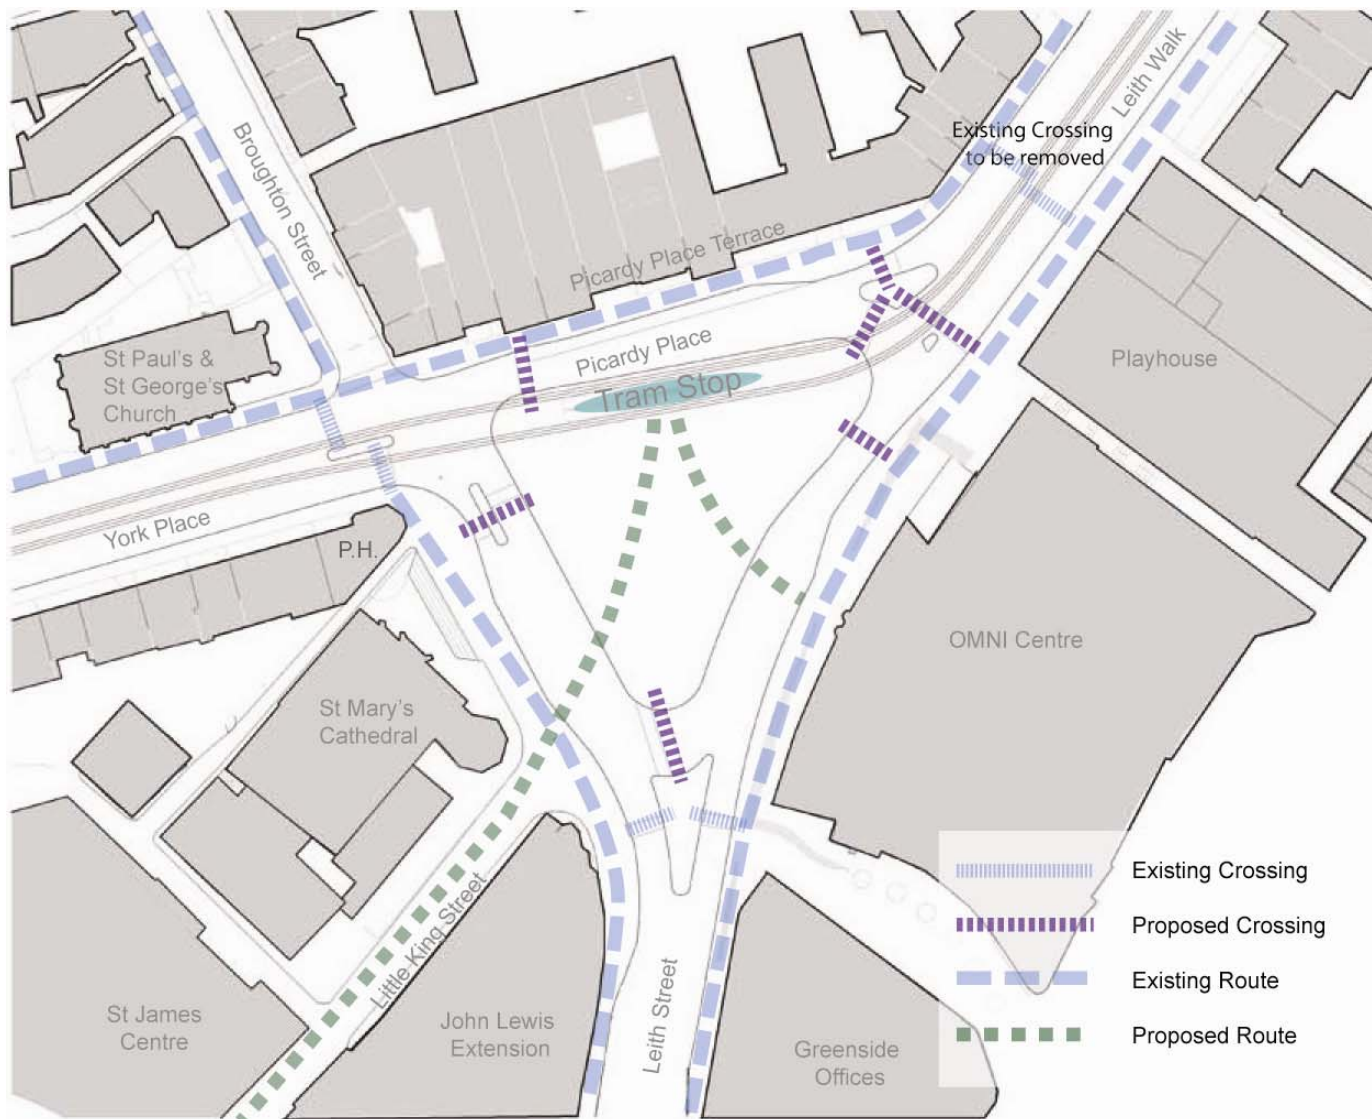 Leith Walk
Existing Crossing
to be removed
Broughton Street
Picardy Place Terrace
St Paul's &
St George's
Church
Picardy Place
Playhouse
Tram Stop
York Place
P.H.
OMNI Centre
St Mary's
Cathedral
Little King Street
St James
Centre
John Lewis
Extension
Leith Street
Greenside
Offices
Existing Crossing
Proposed Crossing
Existing Route
Proposed Route